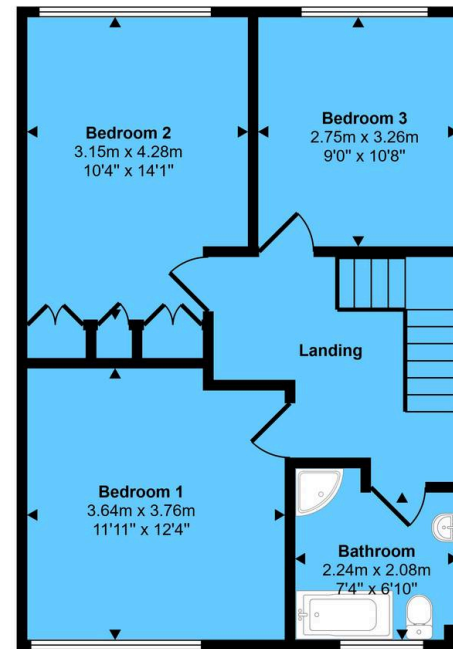 Bedroom 2
3.15m x 4.28m
10'4" x 14'1"
Bedroom 3
2.75m x 3.26m
9'0" x 10'8"
Landing
Bedroom 1
3.64m x 3.76m
11'11" x 12'4"
Bathroom
2.24m x 2.08m
7'4" x 6'10"